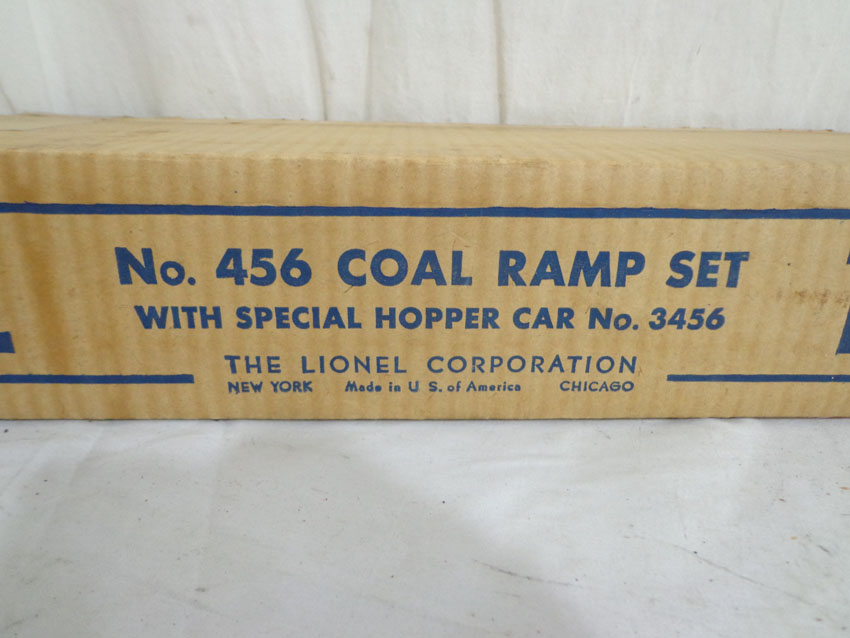 No. 456 COAL RAMP SET
WITH SPECIAL HOPPER CAR No. 3456
THE LIONEL CORPORATION
NEW YORK Made in U S. of America CHICAGO